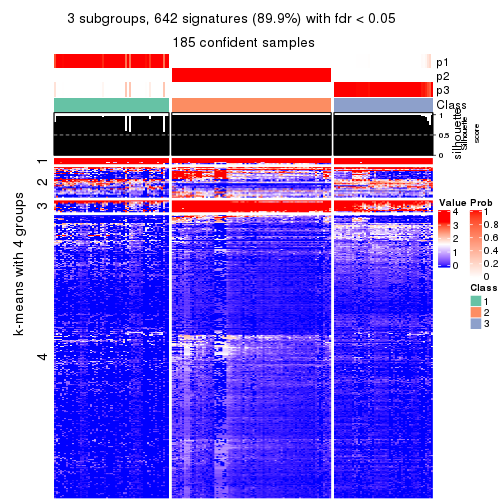 3 subgroups, 642 signatures (89.9%) with fdr < 0.05
185 confident samples
p1
p2
p3
Class
1
0.5
0
silhouette
Silhouette
score
k-means with 4 groups
1
2
3
4
Value
4
3
2
1
0
Prob
1
0.8
0.6
0.4
0.2
0
Class
1
2
3